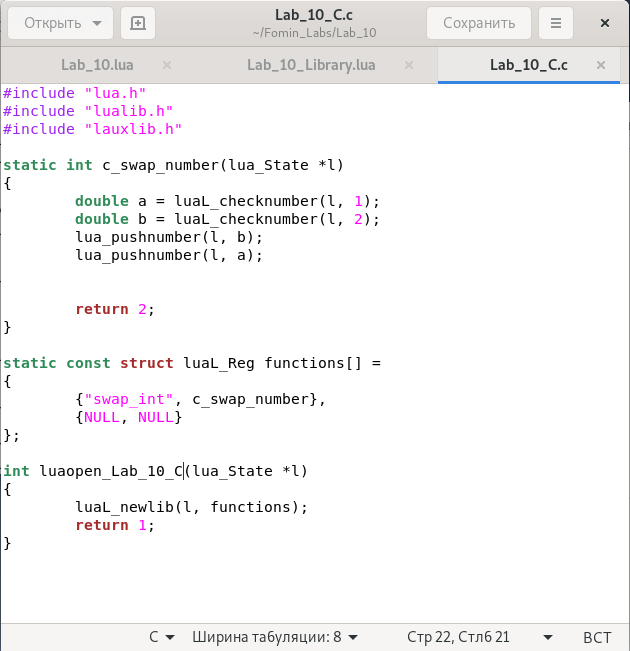 Открыть
Lab_10_C.c
~/Fomin_Labs/Lab_10
Сохранить
Lab_10.lua
Lab_10_Library.lua
Lab_10_C.c
#include "lua.h"
#include "lualib.h"
#include "lauxlib.h"
static int c_swap_number(lua_State *l)
{
double a = luaL_checknumber(l, 1);
double b = luaL_checknumber(l, 2);
lua_pushnumber(l, b);
lua_pushnumber(l, a);
return 2;
}
static const struct luaL_Reg functions[] =
{
{"swap_int", c_swap_number},
{NULL, NULL}
};
int luaopen_Lab_10_C(lua_State *l)
{
luaL_newlib(l, functions);
return 1;
}
C
Ширина табуляции: 8
Стр 22, Стлб 21
ВСТ